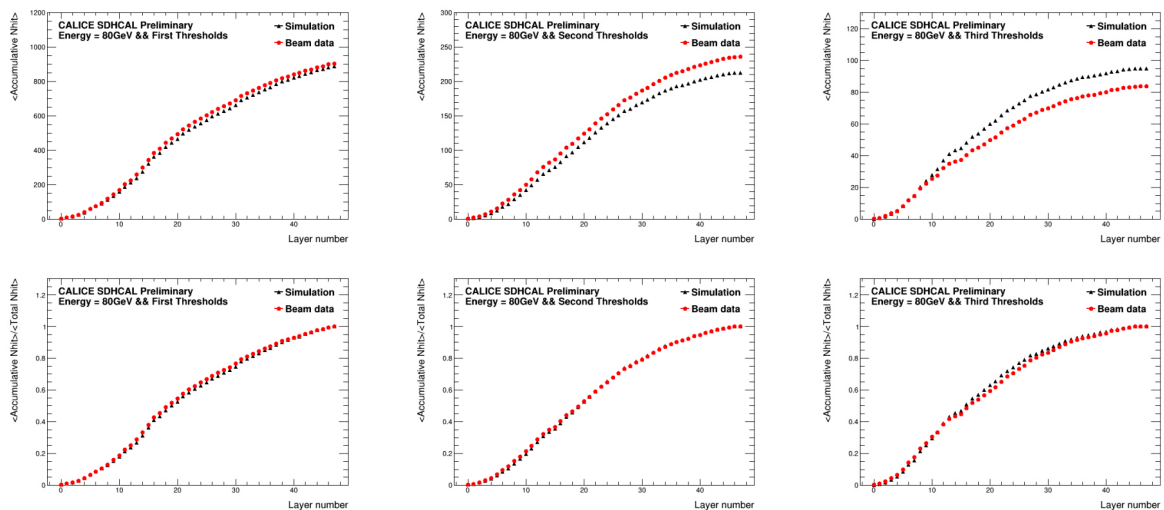 CALICE SDHCAL Preliminary
Energy = 80GeV && First Thresholds
Simulation
Beam data
<Accumulative Nhit>
1200
1000
800
600
400
200
0
0 10 20 30 40
Layer number
CALICE SDHCAL Preliminary
Energy = 80GeV && Second Thresholds
Simulation
Beam data
<Accumulative Nhit>
300
250
200
150
100
50
0
0 10 20 30 40
Layer number
CALICE SDHCAL Preliminary
Energy = 80GeV && Third Thresholds
Simulation
Beam data
<Accumulative Nhit>
120
100
80
60
40
20
0
0 10 20 30 40
Layer number
CALICE SDHCAL Preliminary
Energy = 80GeV && First Thresholds
Simulation
Beam data
<Accumulative Nhit>/<Total Nhit>
1.2
1
0.8
0.6
0.4
0.2
0
0 10 20 30 40
Layer number
CALICE SDHCAL Preliminary
Energy = 80GeV && Second Thresholds
Simulation
Beam data
<Accumulative Nhit>/<Total Nhit>
1.2
1
0.8
0.6
0.4
0.2
0
0 10 20 30 40
Layer number
CALICE SDHCAL Preliminary
Energy = 80GeV && Third Thresholds
Simulation
Beam data
<Accumulative Nhit>/<Total Nhit>
1.2
1
0.8
0.6
0.4
0.2
0
0 10 20 30 40
Layer number